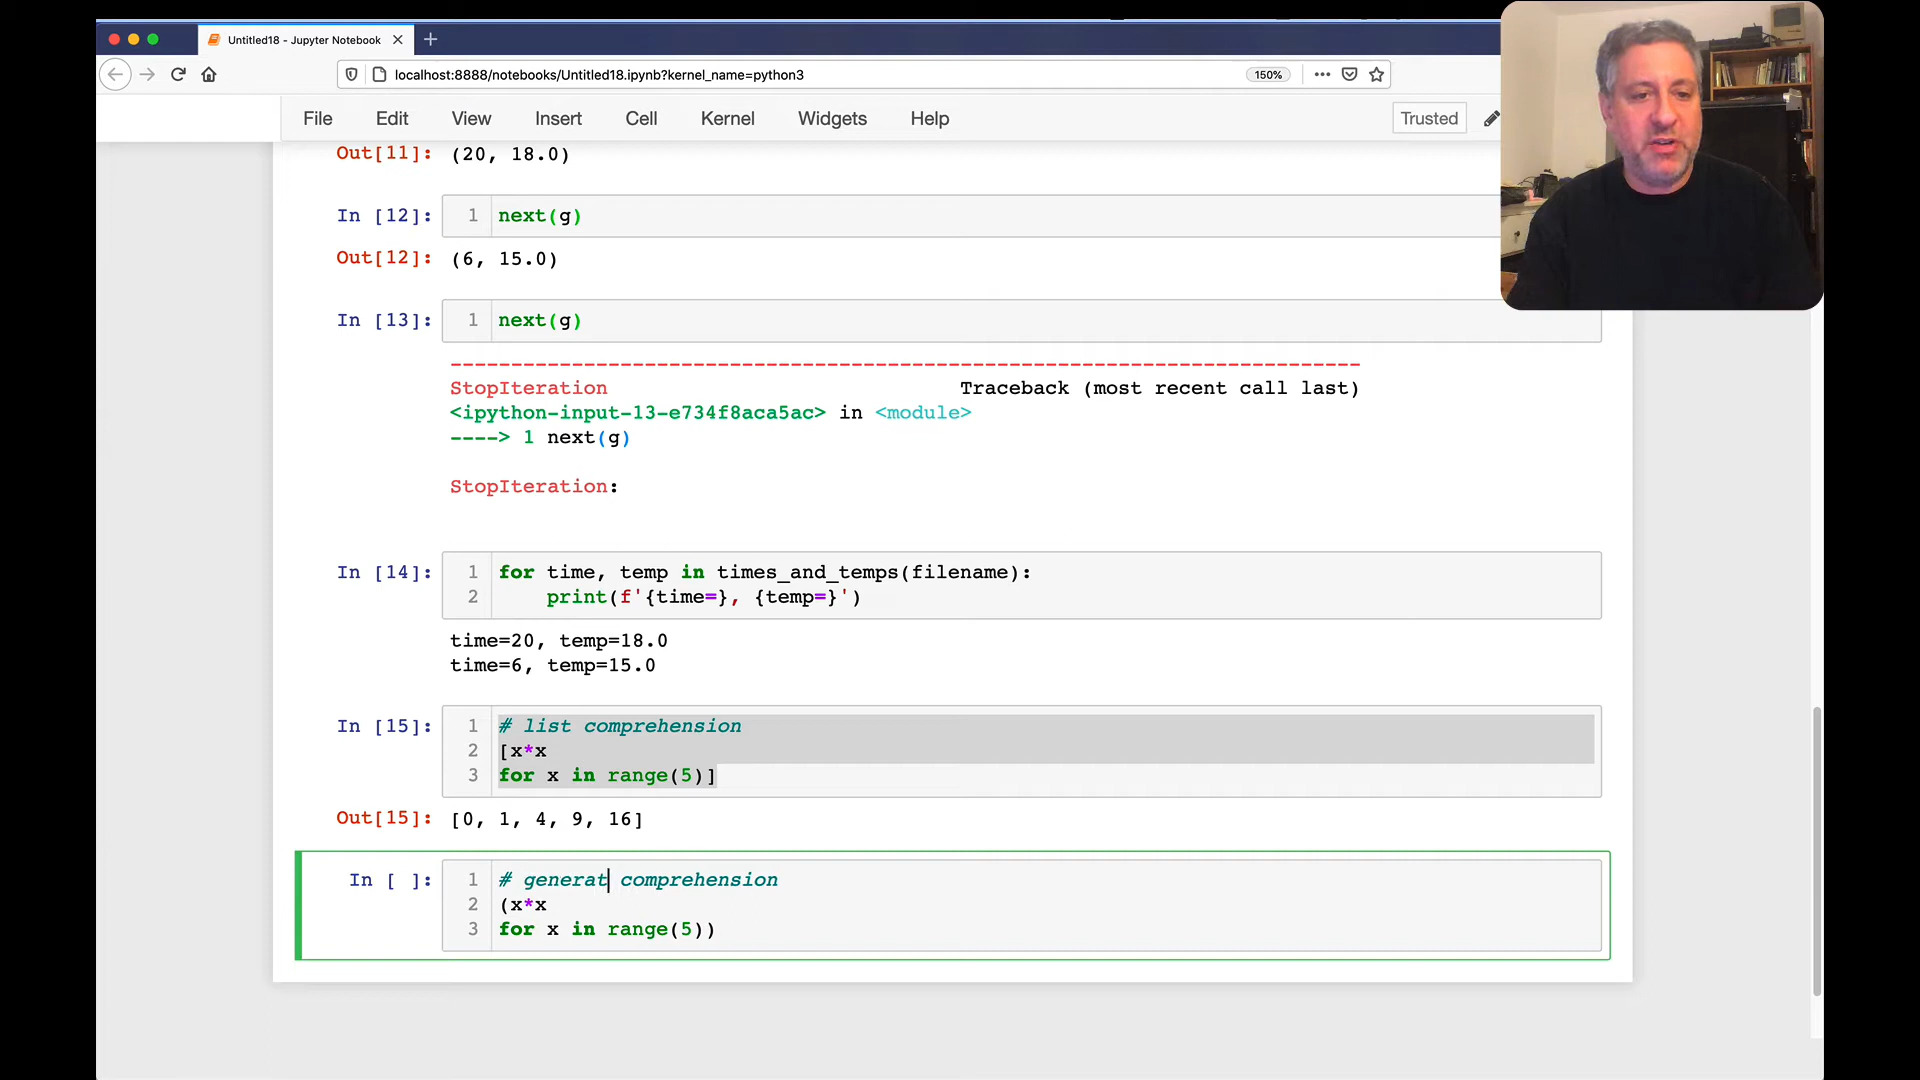 Untitled18 - Jupyter Notebook
localhost:8888/notebooks/Untitled18.ipynb?kernel_name=python3 150%
File Edit View Insert Cell Kernel Widgets Help Trusted
Out[11]: (20, 18.0)
In [12]: 1 next(g)
Out[12]: (6, 15.0)
In [13]: 1 next(g)
---------------------------------------------------------------------------
StopIteration Traceback (most recent call last)
<ipython-input-13-e734f8aca5ac> in <module>
----> 1 next(g)
StopIteration:
In [14]: 1 for time, temp in times_and_temps(filename):
2 print(f'{time=}, {temp=}')
time=20, temp=18.0
time=6, temp=15.0
In [15]: 1 # list comprehension
2 [x*x
3 for x in range(5)]
Out[15]: [0, 1, 4, 9, 16]
In [ ]: 1 # generat comprehension
2 (x*x
3 for x in range(5))